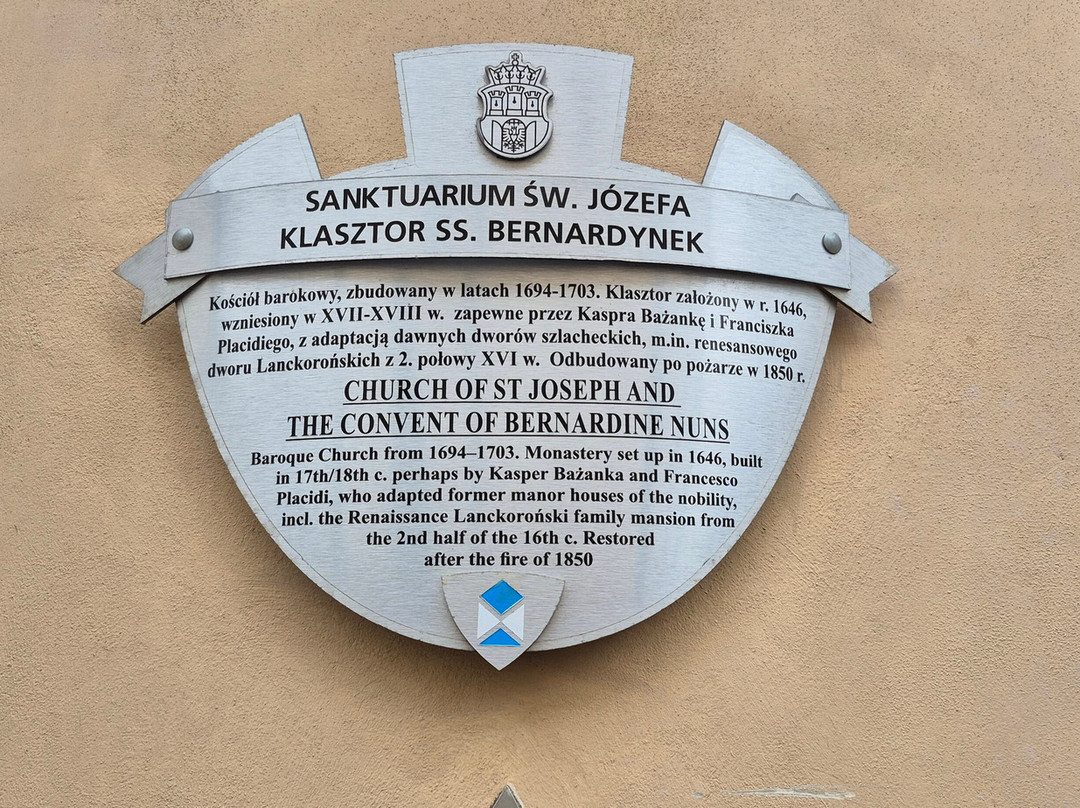 SANKTUARIUM ŚW. JÓZEFA
KLASZTOR SS. BERNARDYNEK
Kościół barokowy, zbudowany w latach 1694-1703. Klasztor założony w r. 1646,
wzniesiony w XVII-XVIII w. zapewne przez Kaspra Bażankę i Franciszka
Placidiego, z adaptacją dawnych dworów szlacheckich, m.in. renesansowego
dworu Lanckorońskich z 2. połowy XVI w. Odbudowany po pożarze w 1850 r.
CHURCH OF ST JOSEPH AND
THE CONVENT OF BERNARDINE NUNS
Baroque Church from 1694–1703. Monastery set up in 1646, built
in 17th/18th c. perhaps by Kasper Bażanka and Francesco
Placidi, who adapted former manor houses of the nobility,
incl. the Renaissance Lanckoroński family mansion from
the 2nd half of the 16th c. Restored
after the fire of 1850